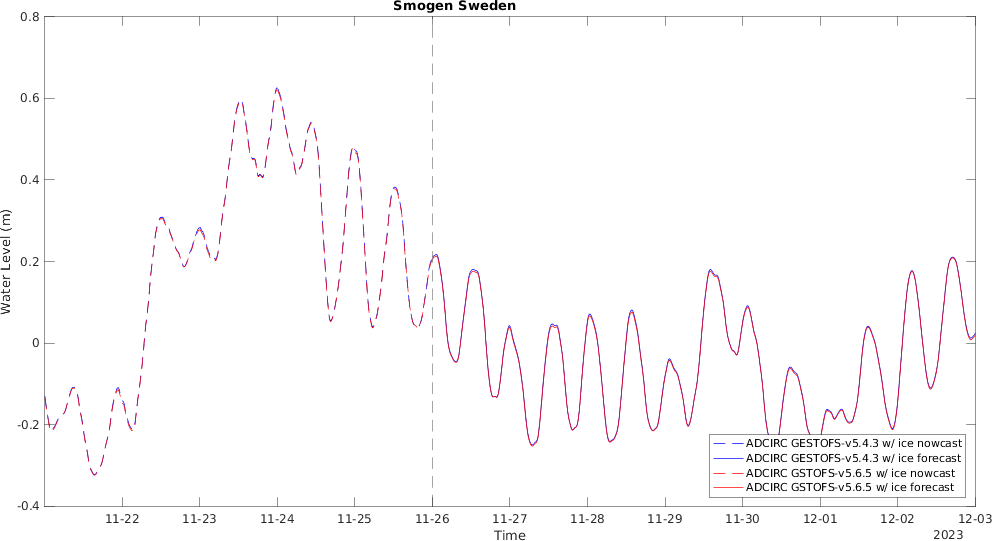 Smogen Sweden
0.8
0.6
0.4
0.2
0
-0.2
-0.4
Water Level (m)
11-22 11-23 11-24 11-25 11-26 11-27 11-28 11-29 11-30 12-01 12-02 12-03
Time
2023
ADCIRC GESTOFS-v5.4.3 w/ ice nowcast
ADCIRC GESTOFS-v5.4.3 w/ ice forecast
ADCIRC GSTOFS-v5.6.5 w/ ice nowcast
ADCIRC GSTOFS-v5.6.5 w/ ice forecast